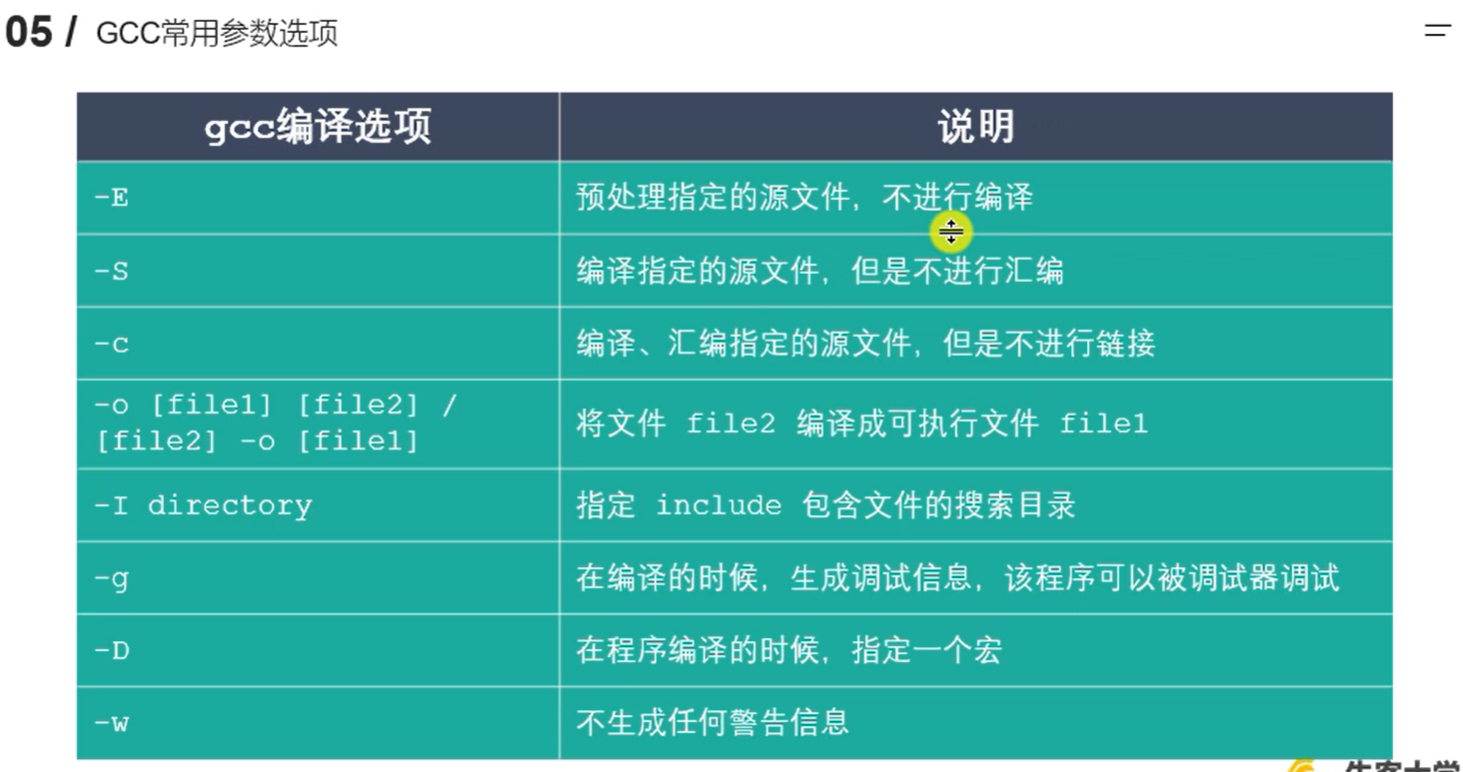 05 / GCC常用参数选项
gcc编译选项 说明
-E 预处理指定的源文件，不进行编译
-S 编译指定的源文件，但是不进行汇编
-c 编译、汇编指定的源文件，但是不进行链接
-o [file1] [file2] /
[file2] -o [file1]
将文件 file2 编译成可执行文件 file1
-I directory 指定 include 包含文件的搜索目录
-g 在编译的时候，生成调试信息，该程序可以被调试器调试
-D 在程序编译的时候，指定一个宏
-w 不生成任何警告信息